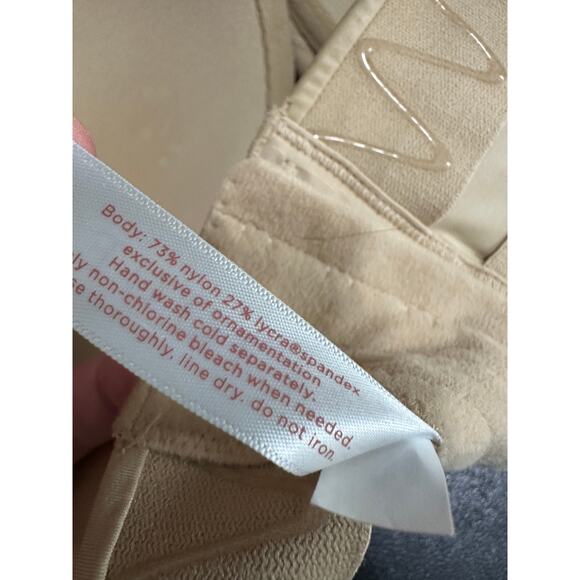 Body: 73% nylon 27% lycra®spandex
exclusive of ornamentation
Hand wash cold separately.
non-chlorine bleach when needed.
thoroughly. line dry. do not iron.